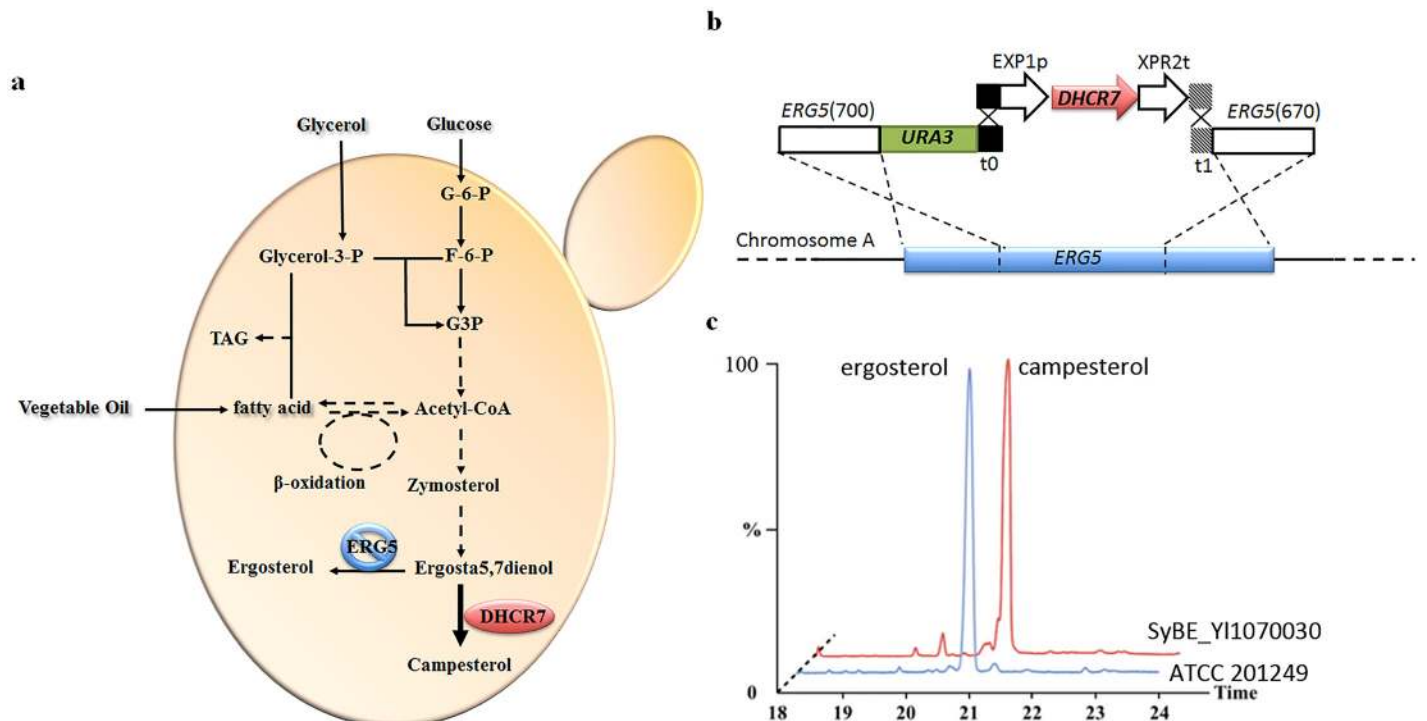 a
Glycerol
Glucose
G-6-P
Glycerol-3-P
F-6-P
TAG
G3P
Vegetable Oil
fatty acid
Acetyl-CoA
β-oxidation
Zymosterol
ERG5
Ergosterol
Ergosta5,7dienol
DHCR7
Campesterol
b
EXP1p
XPR2t
DHCR7
ERG5(700)
ERG5(670)
URA3
t0
t1
Chromosome A
ERG5
c
100
ergosterol
campesterol
%
SyBE_Yl1070030
ATCC 201249
0
Time
18 19 20 21 22 23 24